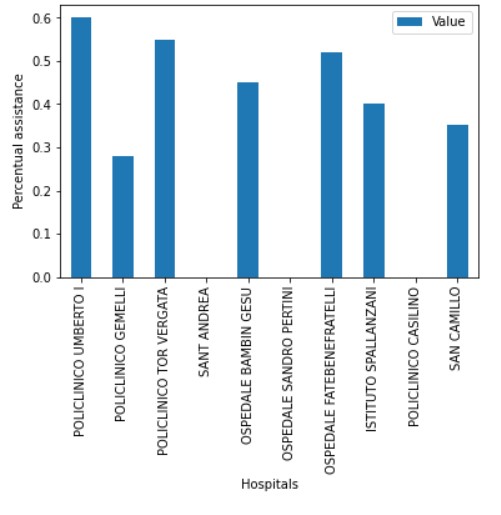 0.6
0.5
0.4
0.3
0.2
0.1
0.0
Percentual assistance
Value
POLICLINICO UMBERTO I
POLICLINICO GEMELLI
POLICLINICO TOR VERGATA
SANT ANDREA
OSPEDALE BAMBIN GESU
OSPEDALE SANDRO PERTINI
OSPEDALE FATEBENEFRATELLI
ISTITUTO SPALLANZANI
POLICLINICO CASILINO
SAN CAMILLO
Hospitals